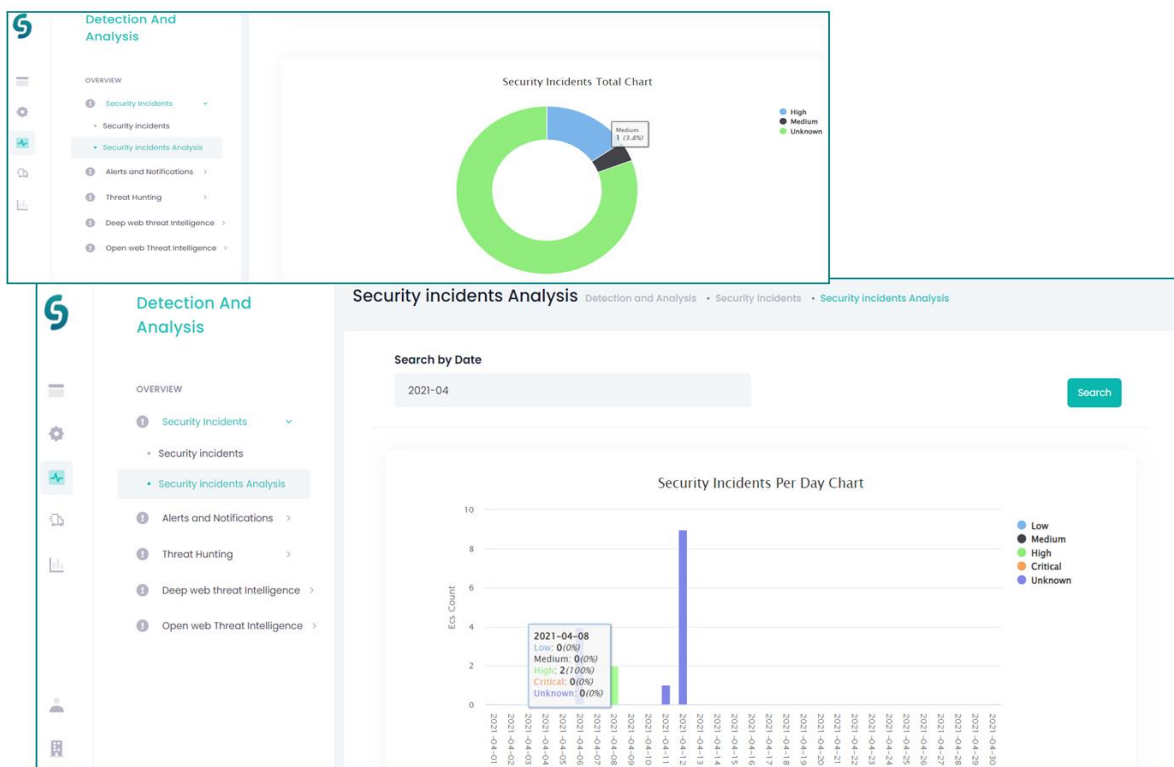 Detection And
Analysis
OVERVIEW
Security Incidents
Security incidents
Security incidents Analysis
Alerts and Notifications
Threat Hunting
Deep web threat Intelligence
Open web Threat Intelligence
Security Incidents Total Chart
Medium
1 (3.8%)
High
Medium
Unknown
Detection And
Analysis
OVERVIEW
Security Incidents
Security incidents
Security incidents Analysis
Alerts and Notifications
Threat Hunting
Deep web threat Intelligence
Open web Threat Intelligence
Security incidents Analysis Detection and Analysis • Security Incidents • Security incidents Analysis
Search by Date
2021-04
Search
Security Incidents Per Day Chart
10
8
6
4
2
0
Ecs Count
2021-04-08
Low: 0(0%)
Medium: 0(0%)
High: 2(100%)
Critical: 0(0%)
Unknown: 0(0%)
Low
Medium
High
Critical
Unknown
2021-04-01
2021-04-02
2021-04-03
2021-04-04
2021-04-05
2021-04-06
2021-04-07
2021-04-08
2021-04-09
2021-04-10
2021-04-11
2021-04-12
2021-04-13
2021-04-14
2021-04-15
2021-04-16
2021-04-17
2021-04-18
2021-04-19
2021-04-20
2021-04-21
2021-04-22
2021-04-23
2021-04-24
2021-04-25
2021-04-26
2021-04-27
2021-04-28
2021-04-29
2021-04-30